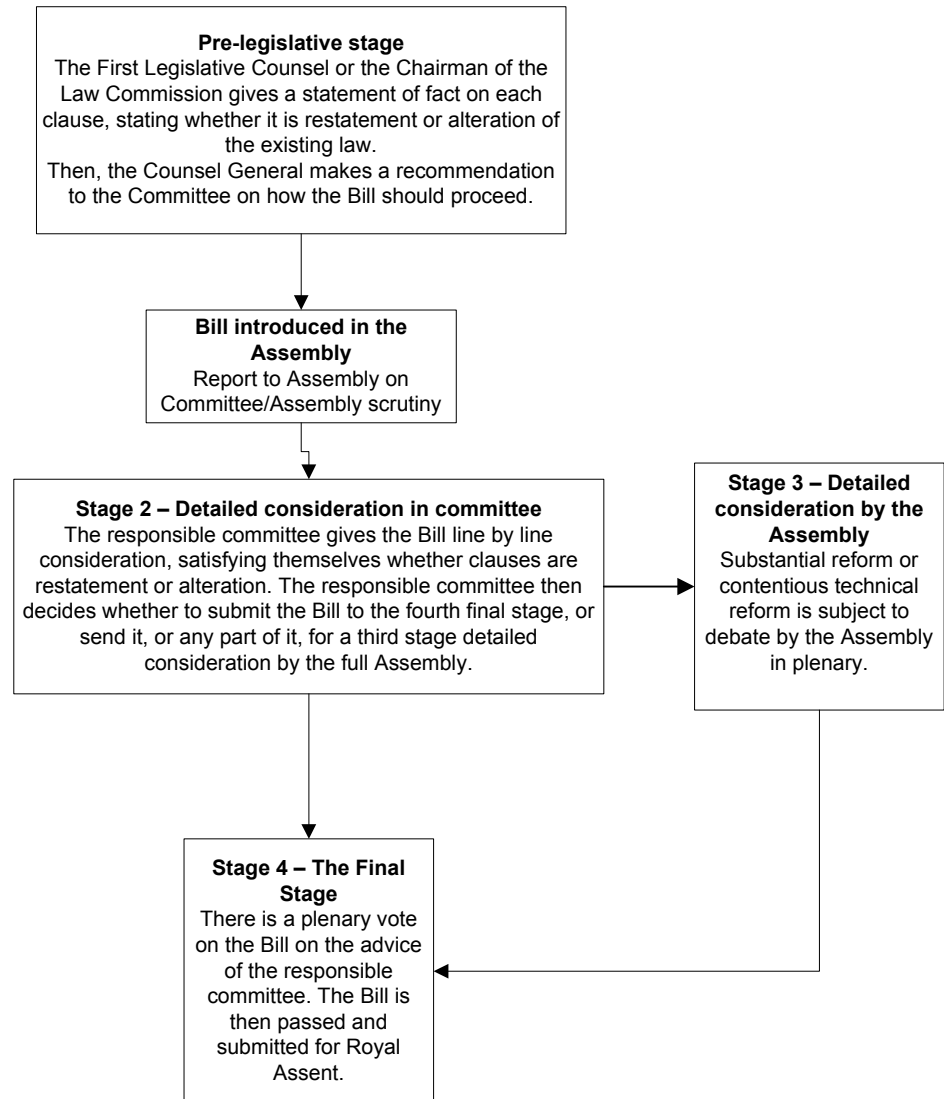 Pre-legislative stage
The First Legislative Counsel or the Chairman of the
Law Commission gives a statement of fact on each
clause, stating whether it is restatement or alteration of
the existing law.
Then, the Counsel General makes a recommendation
to the Committee on how the Bill should proceed.
Bill introduced in the
Assembly
Report to Assembly on
Committee/Assembly scrutiny
Stage 2 – Detailed consideration in committee
The responsible committee gives the Bill line by line
consideration, satisfying themselves whether clauses are
restatement or alteration. The responsible committee then
decides whether to submit the Bill to the fourth final stage, or
send it, or any part of it, for a third stage detailed
consideration by the full Assembly.
Stage 3 – Detailed
consideration by the
Assembly
Substantial reform or
contentious technical
reform is subject to
debate by the Assembly
in plenary.
Stage 4 – The Final
Stage
There is a plenary vote
on the Bill on the advice
of the responsible
committee. The Bill is
then passed and
submitted for Royal
Assent.